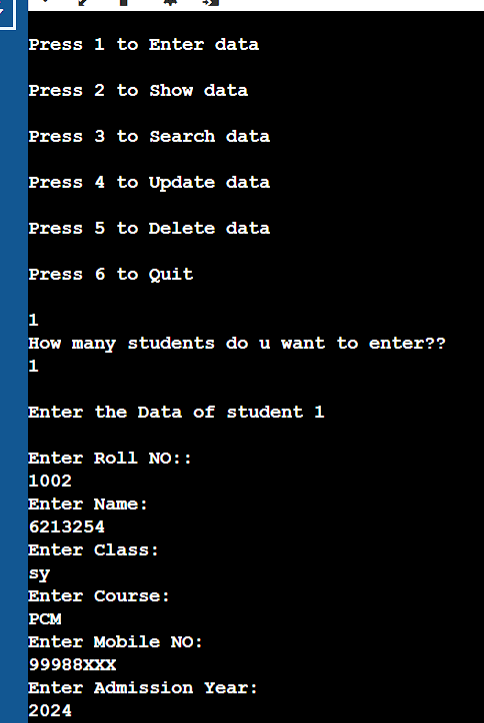 Press 1 to Enter data
Press 2 to Show data
Press 3 to Search data
Press 4 to Update data
Press 5 to Delete data
Press 6 to Quit
1
How many students do u want to enter??
1
Enter the Data of student 1
Enter Roll NO::
1002
Enter Name:
6213254
Enter Class:
sy
Enter Course:
PCM
Enter Mobile NO:
99988XXX
Enter Admission Year:
2024